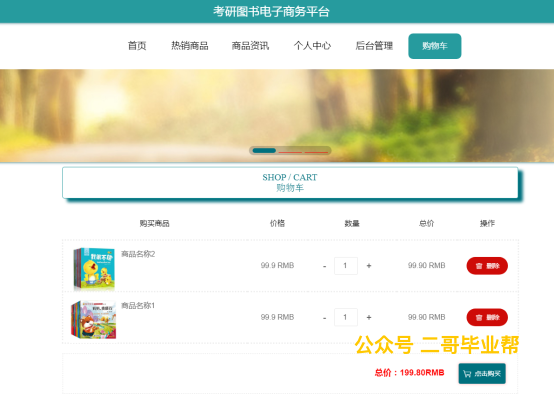 考研图书电子商务平台
首页 热销商品 商品资讯 个人中心 后台管理 购物车
SHOP / CART
购物车
购买商品 价格 数量 总价 操作
商品名称2
99.9 RMB - 1 + 99.90 RMB 删除
商品名称1
99.9 RMB - 1 + 99.90 RMB 删除
公众号 二哥毕业帮
总价：199.80RMB 点击购买